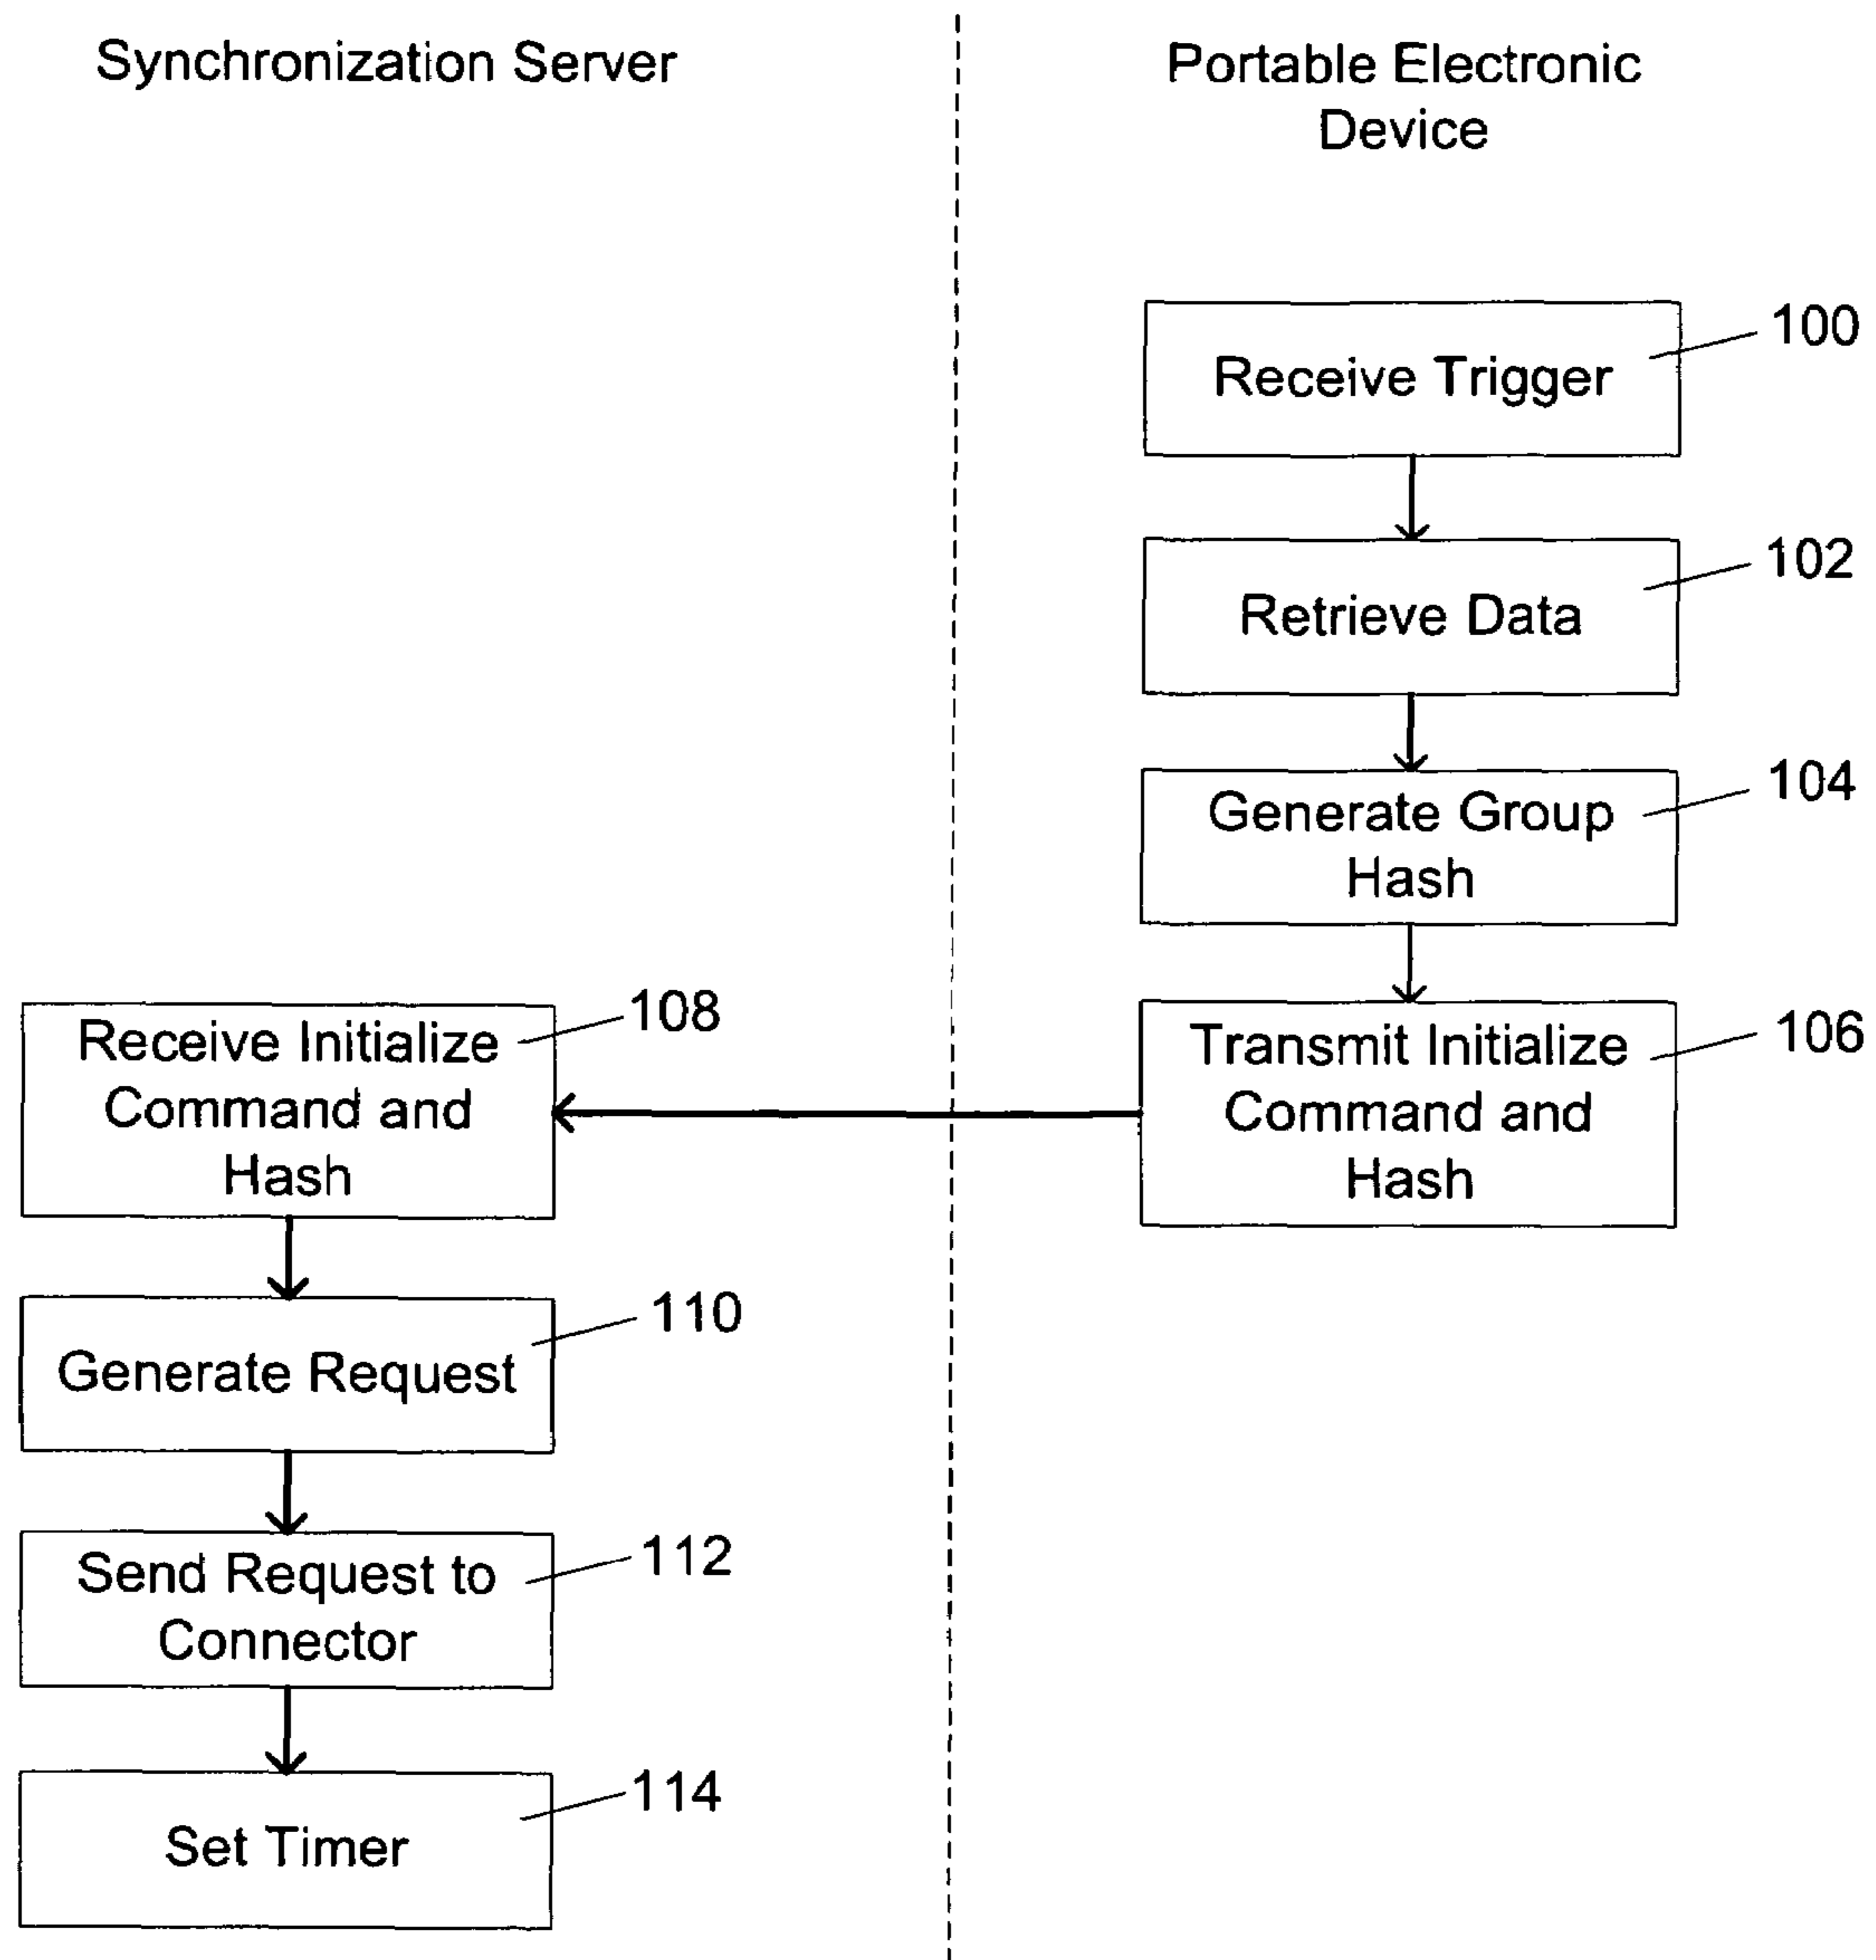 Synchronization Server
Portable Electronic
Device
Receive Trigger
100
Retrieve Data
102
Generate Group
Hash
104
Transmit Initialize
Command and
Hash
106
Receive Initialize
Command and
Hash
108
Generate Request
110
Send Request to
Connector
112
Set Timer
114